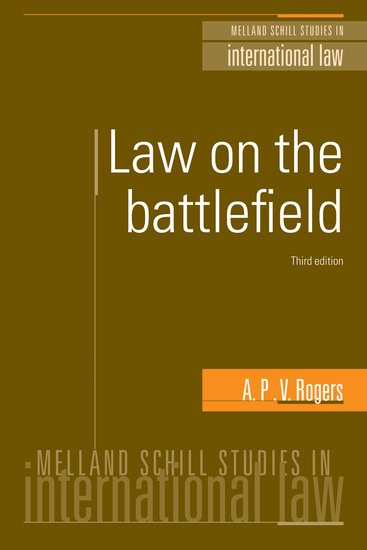 MELLAND SCHILL STUDIES IN
international law
Law on the
battlefield
Third edition
A. P. V. Rogers
MELLAND SCHILL STUDIES IN
international law